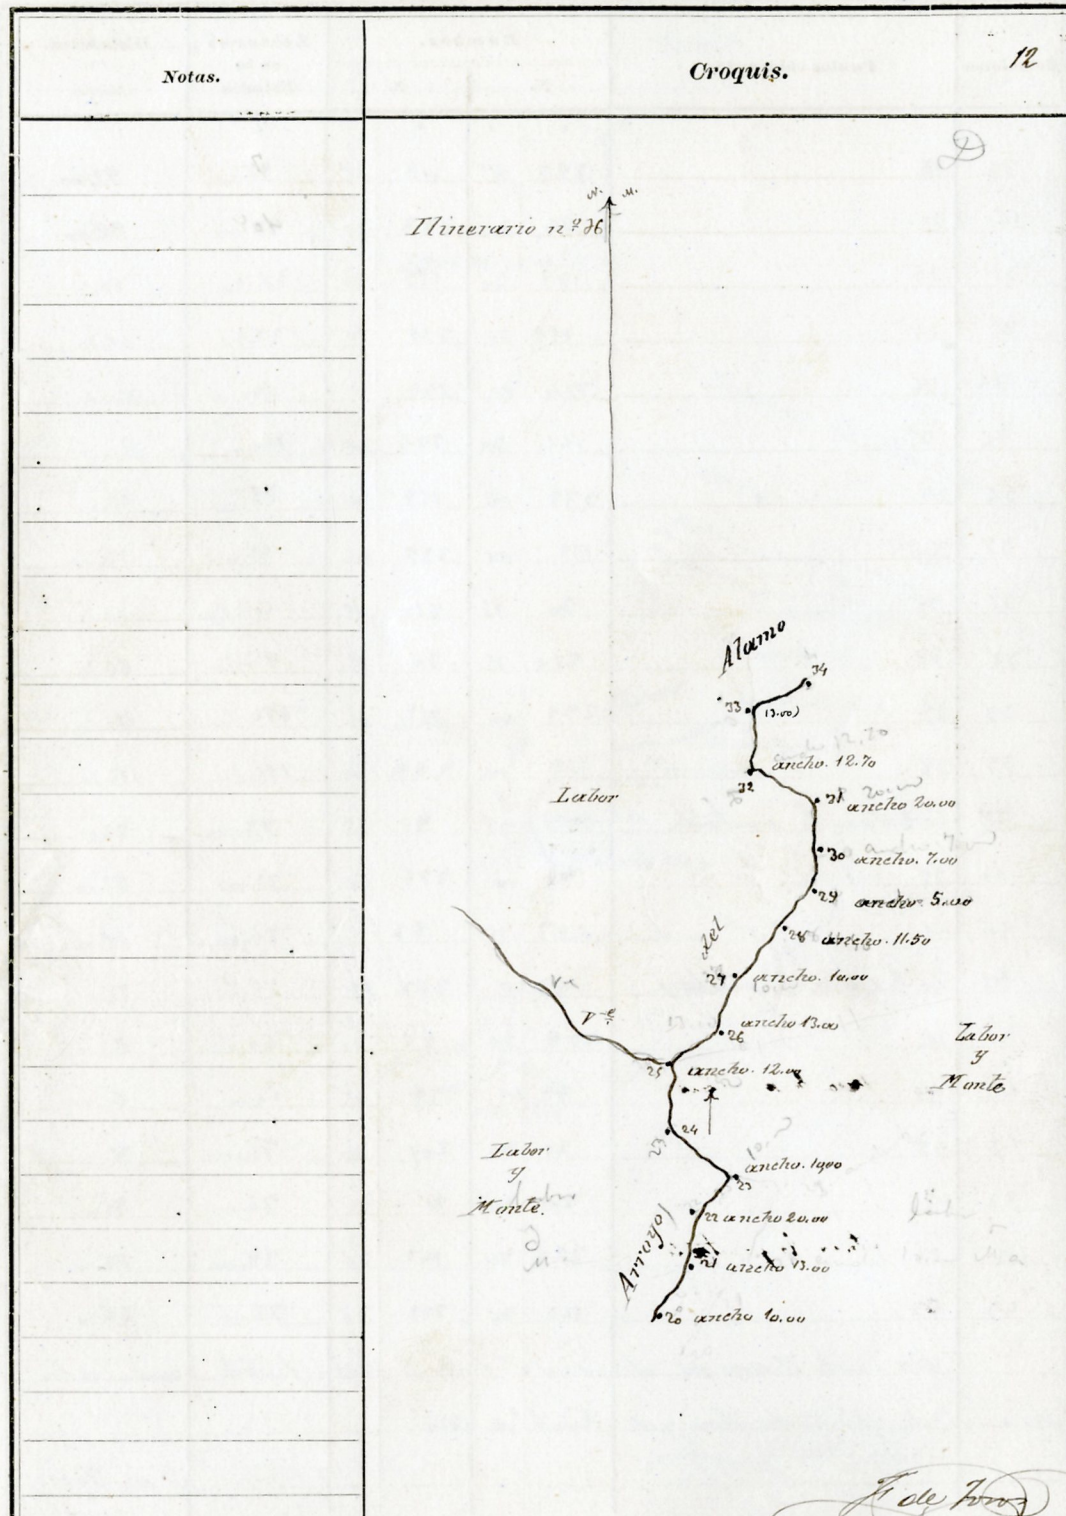 12
Notas.
Croquis.
N. M.
Itinerario nº 36
Alamo
34
33
13.00
ancho. 12.70
32
Labor
31
ancho 20.00
30 ancho. 7.00
29 ancho 5.00
del
28 ancho. 11.50
27 ancho. 10.00
Vᵉ
ancho 13.00
26
Labor
y
Monte
25
ancho. 12.00
24
Labor
y
Monte.
23
ancho.
22 ancho 20.00
Arroyo
21 ancho 13.00
20 ancho 10.00
F de